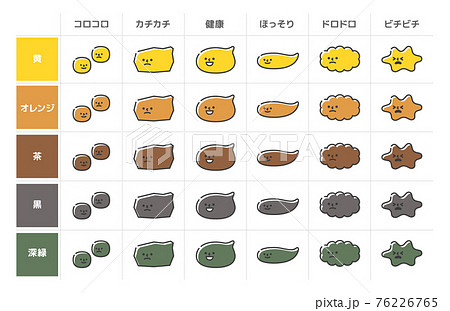 コロコロ カチカチ 健康 ほっそり ドロドロ ビチビチ
黄
オレンジ
茶
黒
深緑
PIXTA
pixta.jp - 76226765